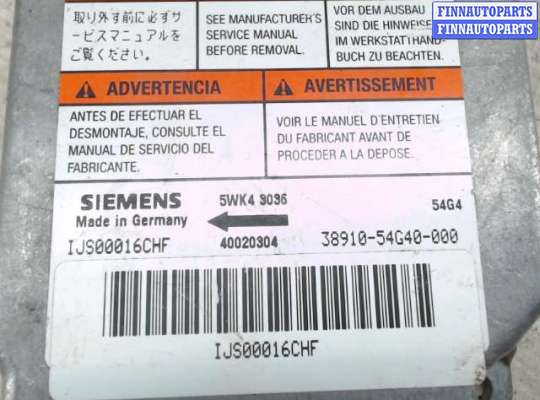 FINNAUTOPARTS
FINNAUTOPARTS
取り外す前に必ずサ
ービスマニュアルを
ご覧ください。
SEE MANUFACTURER'S
SERVICE MANUAL
BEFORE REMOVAL.
VOR DEM AUSBAU
SIND DIE HINWEISE
IM WERKSTATTHAND-
BUCH ZU BEACHTEN.
ADVERTENCIA
ANTES DE EFECTUAR EL
DESMONTAJE, CONSULTE EL
MANUAL DE SERVICIO DEL
FABRICANTE.
AVERTISSEMENT
VOIR LE MANUEL D'ENTRETIEN
DU FABRICANT AVANT DE
PROCEDER A LA DEPOSE.
SIEMENS
Made in Germany
IJS00016CHF
5WK4 3036
40020304
54G4
38910-54G40-000
IJS00016CHF